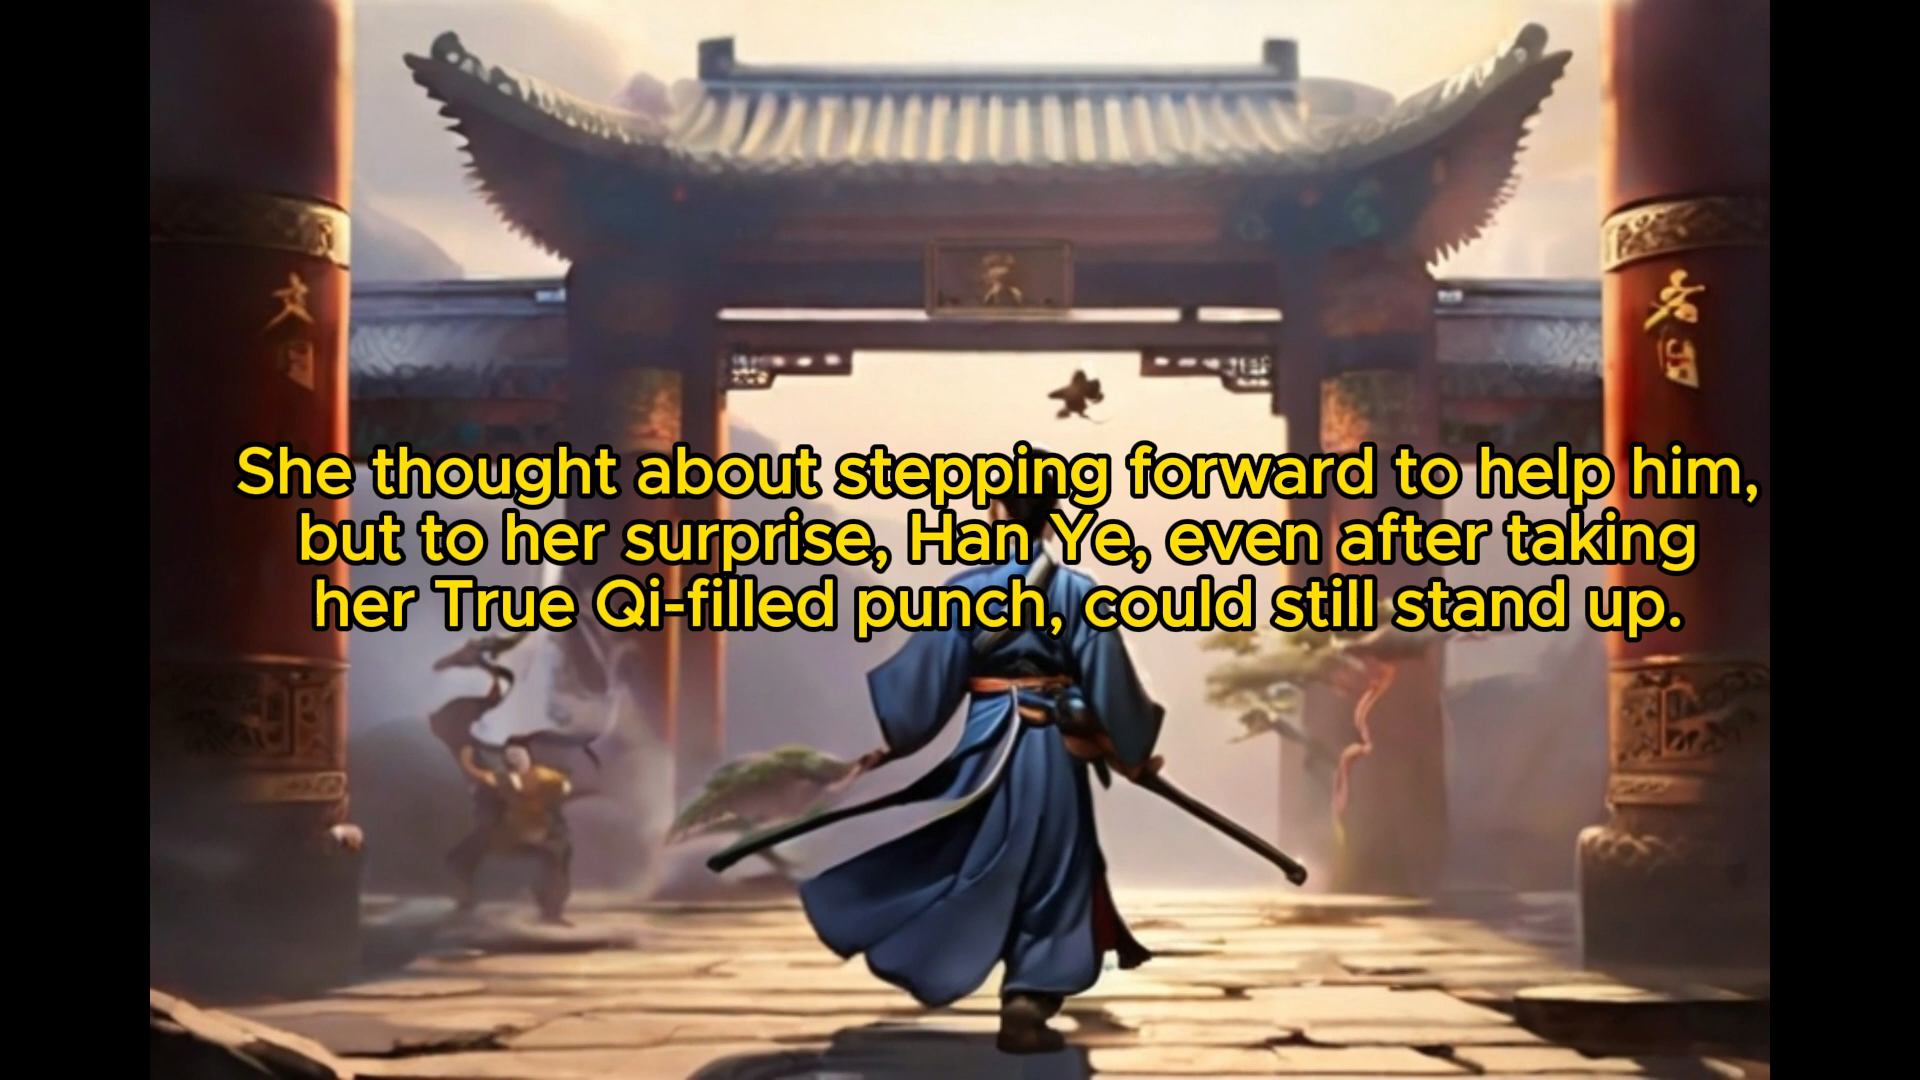 She thought about stepping forward to help him,
but to her surprise, Han Ye, even after taking
her True Qi-filled punch, could still stand up.